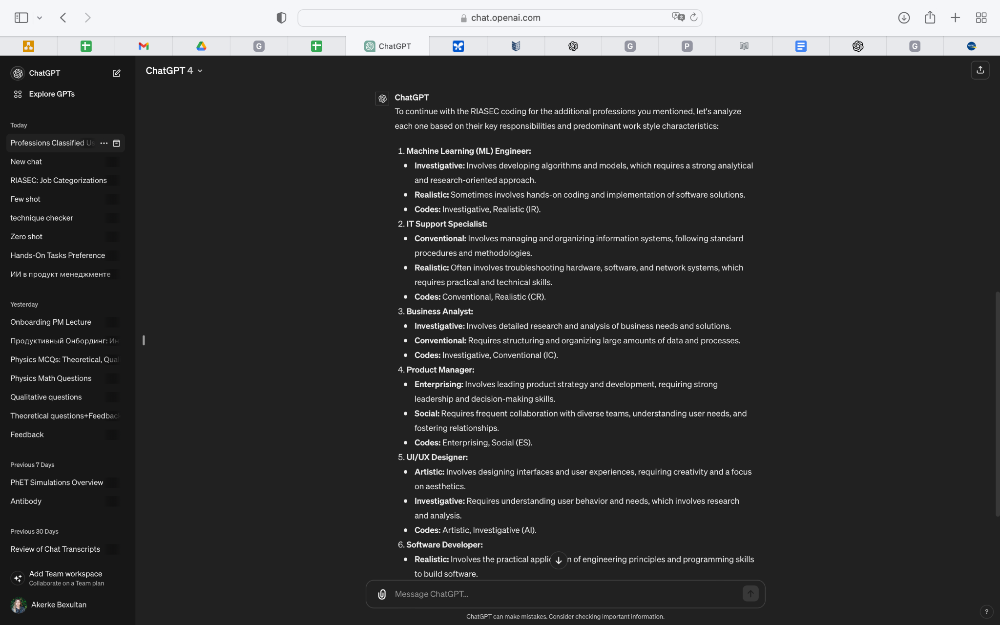 chat.openai.com
G
ChatGPT
G
P
G
ChatGPT
Explore GPTs
Today
Professions Classified Us
New chat
RIASEC: Job Categorizations
Few shot
technique checker
Zero shot
Hands-On Tasks Preference
ИИ в продукт менеджменте
Yesterday
Onboarding PM Lecture
Продуктивный Онбординг: Ин
Physics MCQs: Theoretical, Qual
Physics Math Questions
Qualitative questions
Theoretical questions+Feedback
Feedback
Previous 7 Days
PhET Simulations Overview
Antibody
Previous 30 Days
Review of Chat Transcripts
Add Team workspace
Collaborate on a Team plan
Akerke Bexultan
ChatGPT 4
ChatGPT
To continue with the RIASEC coding for the additional professions you mentioned, let's analyze
each one based on their key responsibilities and predominant work style characteristics:
1. Machine Learning (ML) Engineer:
• Investigative: Involves developing algorithms and models, which requires a strong analytical
and research-oriented approach.
• Realistic: Sometimes involves hands-on coding and implementation of software solutions.
• Codes: Investigative, Realistic (IR).
2. IT Support Specialist:
• Conventional: Involves managing and organizing information systems, following standard
procedures and methodologies.
• Realistic: Often involves troubleshooting hardware, software, and network systems, which
requires practical and technical skills.
• Codes: Conventional, Realistic (CR).
3. Business Analyst:
• Investigative: Involves detailed research and analysis of business needs and solutions.
• Conventional: Requires structuring and organizing large amounts of data and processes.
• Codes: Investigative, Conventional (IC).
4. Product Manager:
• Enterprising: Involves leading product strategy and development, requiring strong
leadership and decision-making skills.
• Social: Requires frequent collaboration with diverse teams, understanding user needs, and
fostering relationships.
• Codes: Enterprising, Social (ES).
5. UI/UX Designer:
• Artistic: Involves designing interfaces and user experiences, requiring creativity and a focus
on aesthetics.
• Investigative: Requires understanding user behavior and needs, which involves research
and analysis.
• Codes: Artistic, Investigative (AI).
6. Software Developer:
• Realistic: Involves the practical applic n of engineering principles and programming skills
to build software.
Message ChatGPT...
ChatGPT can make mistakes. Consider checking important information.
?